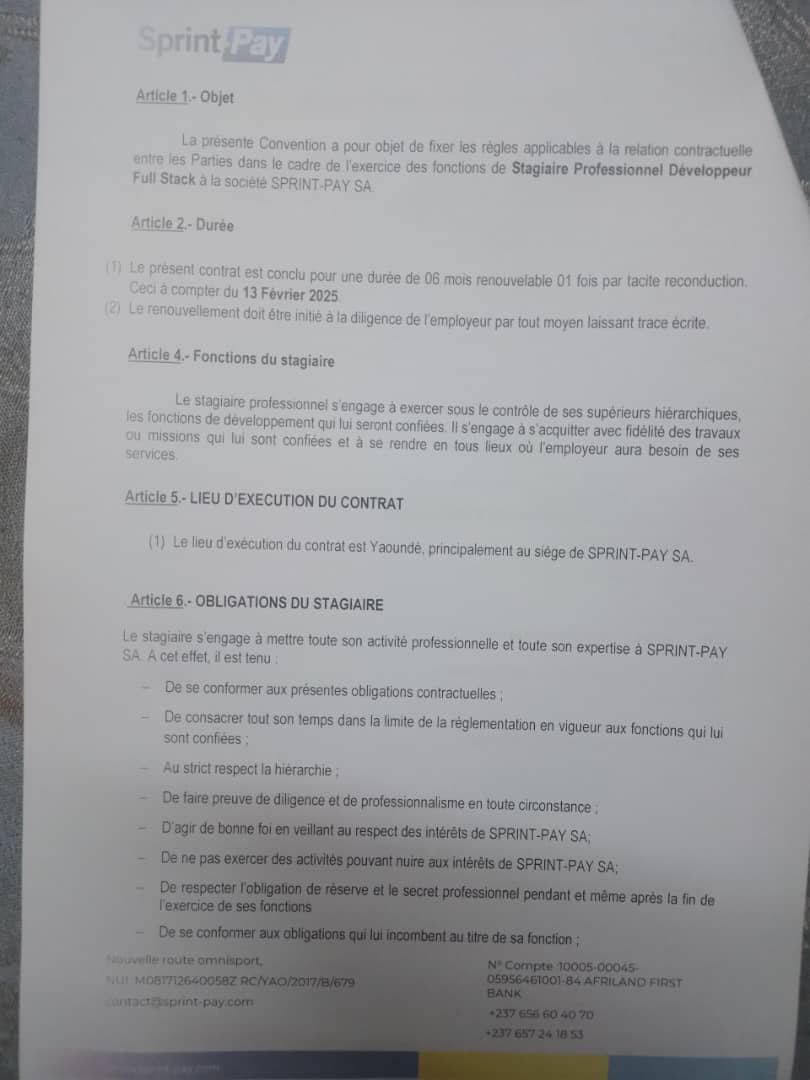 Sprint Pay
Article 1.- Objet
La présente Convention a pour objet de fixer les règles applicables à la relation contractuelle
entre les Parties dans le cadre de l'exercice des fonctions de Stagiaire Professionnel Développeur
Full Stack à la société SPRINT-PAY SA.
Article 2.- Durée
(1) Le présent contrat est conclu pour une durée de 06 mois renouvelable 01 fois par tacite reconduction.
Ceci à compter du 13 Février 2025.
(2) Le renouvellement doit être initié à la diligence de l'employeur par tout moyen laissant trace écrite.
Article 4.- Fonctions du stagiaire
Le stagiaire professionnel s'engage à exercer sous le contrôle de ses supérieurs hiérarchiques,
les fonctions de développement qui lui seront confiées. Il s'engage à s'acquitter avec fidélité des travaux
ou missions qui lui sont confiées et à se rendre en tous lieux où l'employeur aura besoin de ses
services.
Article 5.- LIEU D'EXECUTION DU CONTRAT
(1) Le lieu d'exécution du contrat est Yaoundé, principalement au siège de SPRINT-PAY SA.
Article 6.- OBLIGATIONS DU STAGIAIRE
Le stagiaire s'engage à mettre toute son activité professionnelle et toute son expertise à SPRINT-PAY
SA. A cet effet, il est tenu :
– De se conformer aux présentes obligations contractuelles ;
– De consacrer tout son temps dans la limite de la réglementation en vigueur aux fonctions qui lui
sont confiées ;
– Au strict respect la hiérarchie ;
– De faire preuve de diligence et de professionnalisme en toute circonstance ;
– D'agir de bonne foi en veillant au respect des intérêts de SPRINT-PAY SA;
– De ne pas exercer des activités pouvant nuire aux intérêts de SPRINT-PAY SA;
– De respecter l'obligation de réserve et le secret professionnel pendant et même après la fin de
l'exercice de ses fonctions
– De se conformer aux obligations qui lui incombent au titre de sa fonction ;
Nouvelle route omnisport,
NUI: M081712640058Z RC/YAO/2017/B/679
contact@sprint-pay.com
N° Compte :10005-00045-
05956461001-84 AFRILAND FIRST
BANK
+237 656 60 40 70
+237 657 24 18 53